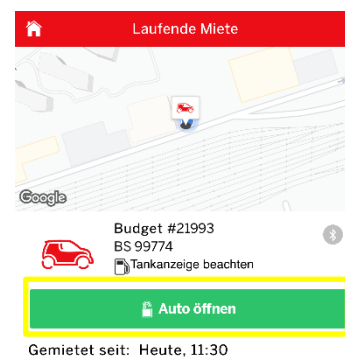 Laufende Miete
Google
Budget #21993
BS 99774
Tankanzeige beachten
Auto öffnen
Gemietet seit: Heute, 11:30